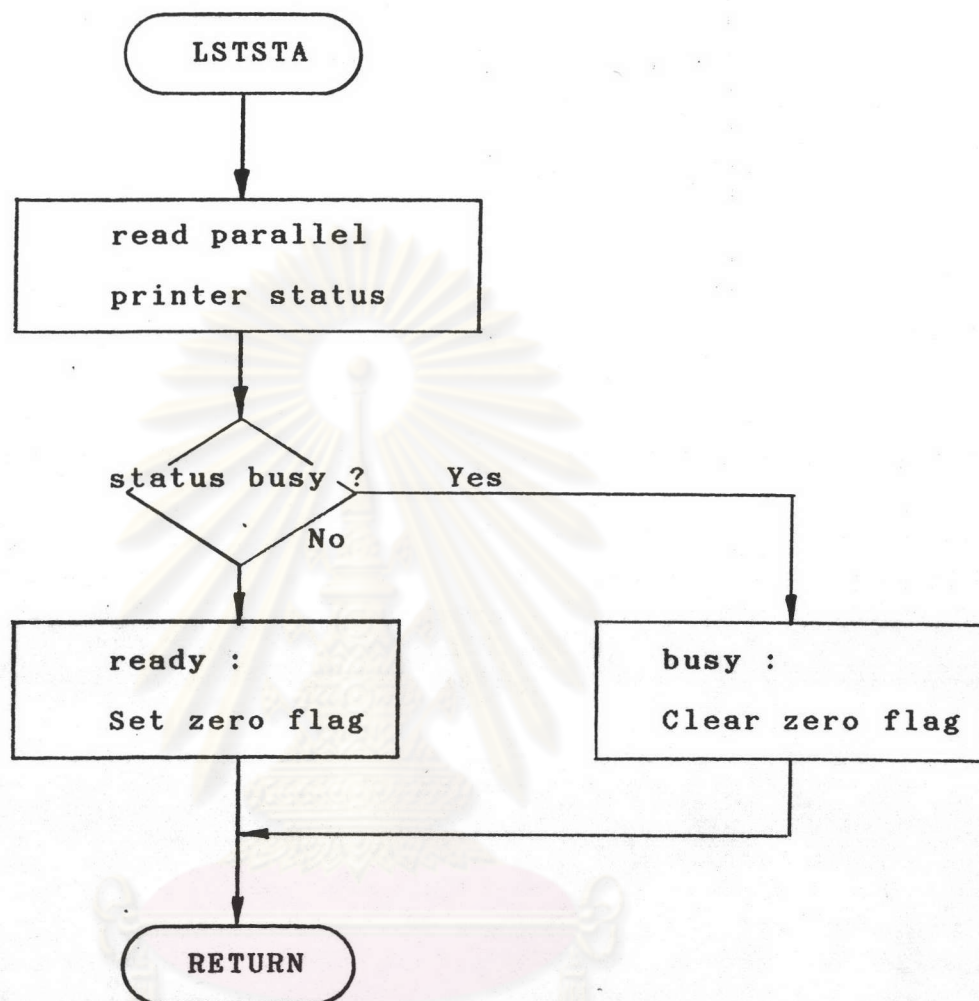 LSTSTA
read parallel
printer status
status busy ?
Yes
No
ready :
Set zero flag
busy :
Clear zero flag
RETURN